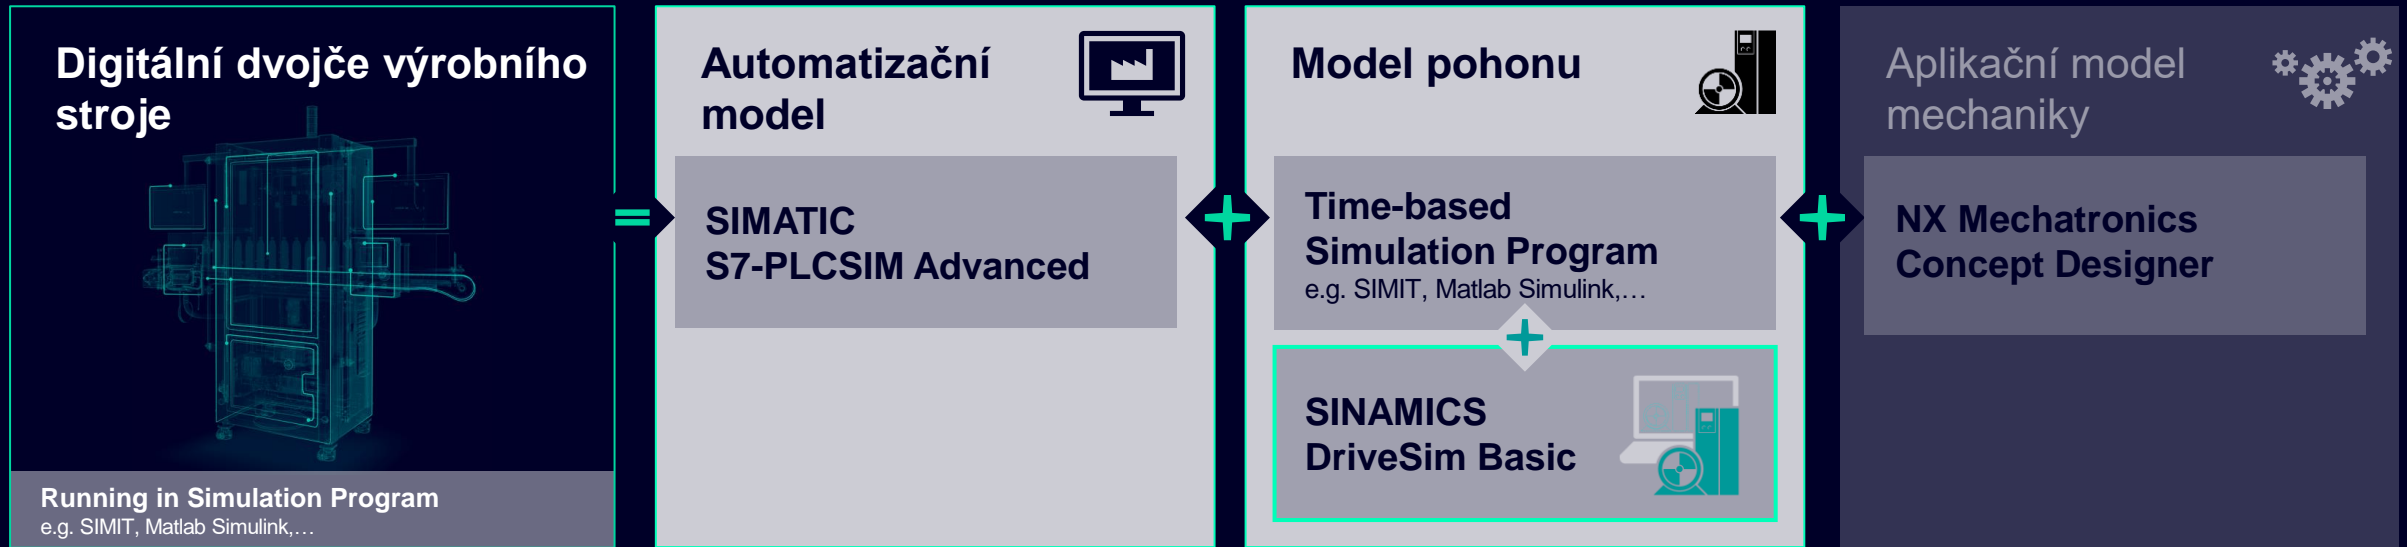 Digitální dvojče výrobního
stroje
Running in Simulation Program
e.g. SIMIT, Matlab Simulink,…
=
Automatizační
model
SIMATIC
S7-PLCSIM Advanced
+
Model pohonu
Time-based
Simulation Program
e.g. SIMIT, Matlab Simulink,…
+
SINAMICS
DriveSim Basic
+
Aplikační model
mechaniky
NX Mechatronics
Concept Designer